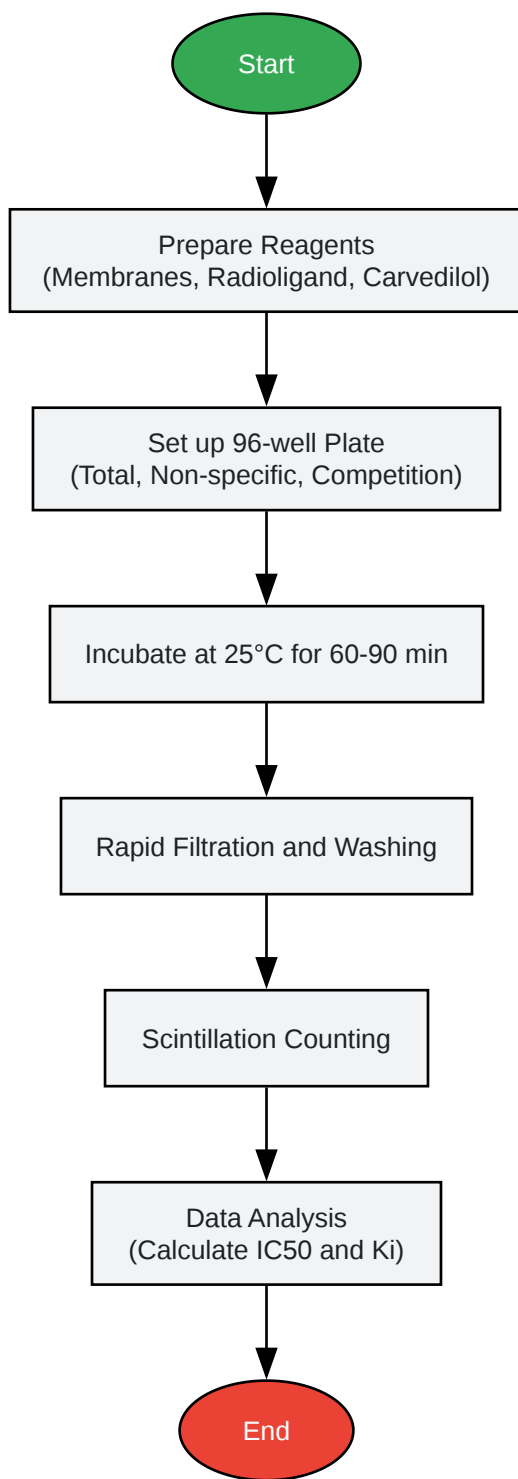 Start
Prepare Reagents
(Membranes, Radioligand, Carvedilol)
Set up 96-well Plate
(Total, Non-specific, Competition)
Incubate at 25°C for 60-90 min
Rapid Filtration and Washing
Scintillation Counting
Data Analysis
(Calculate IC50 and Ki)
End